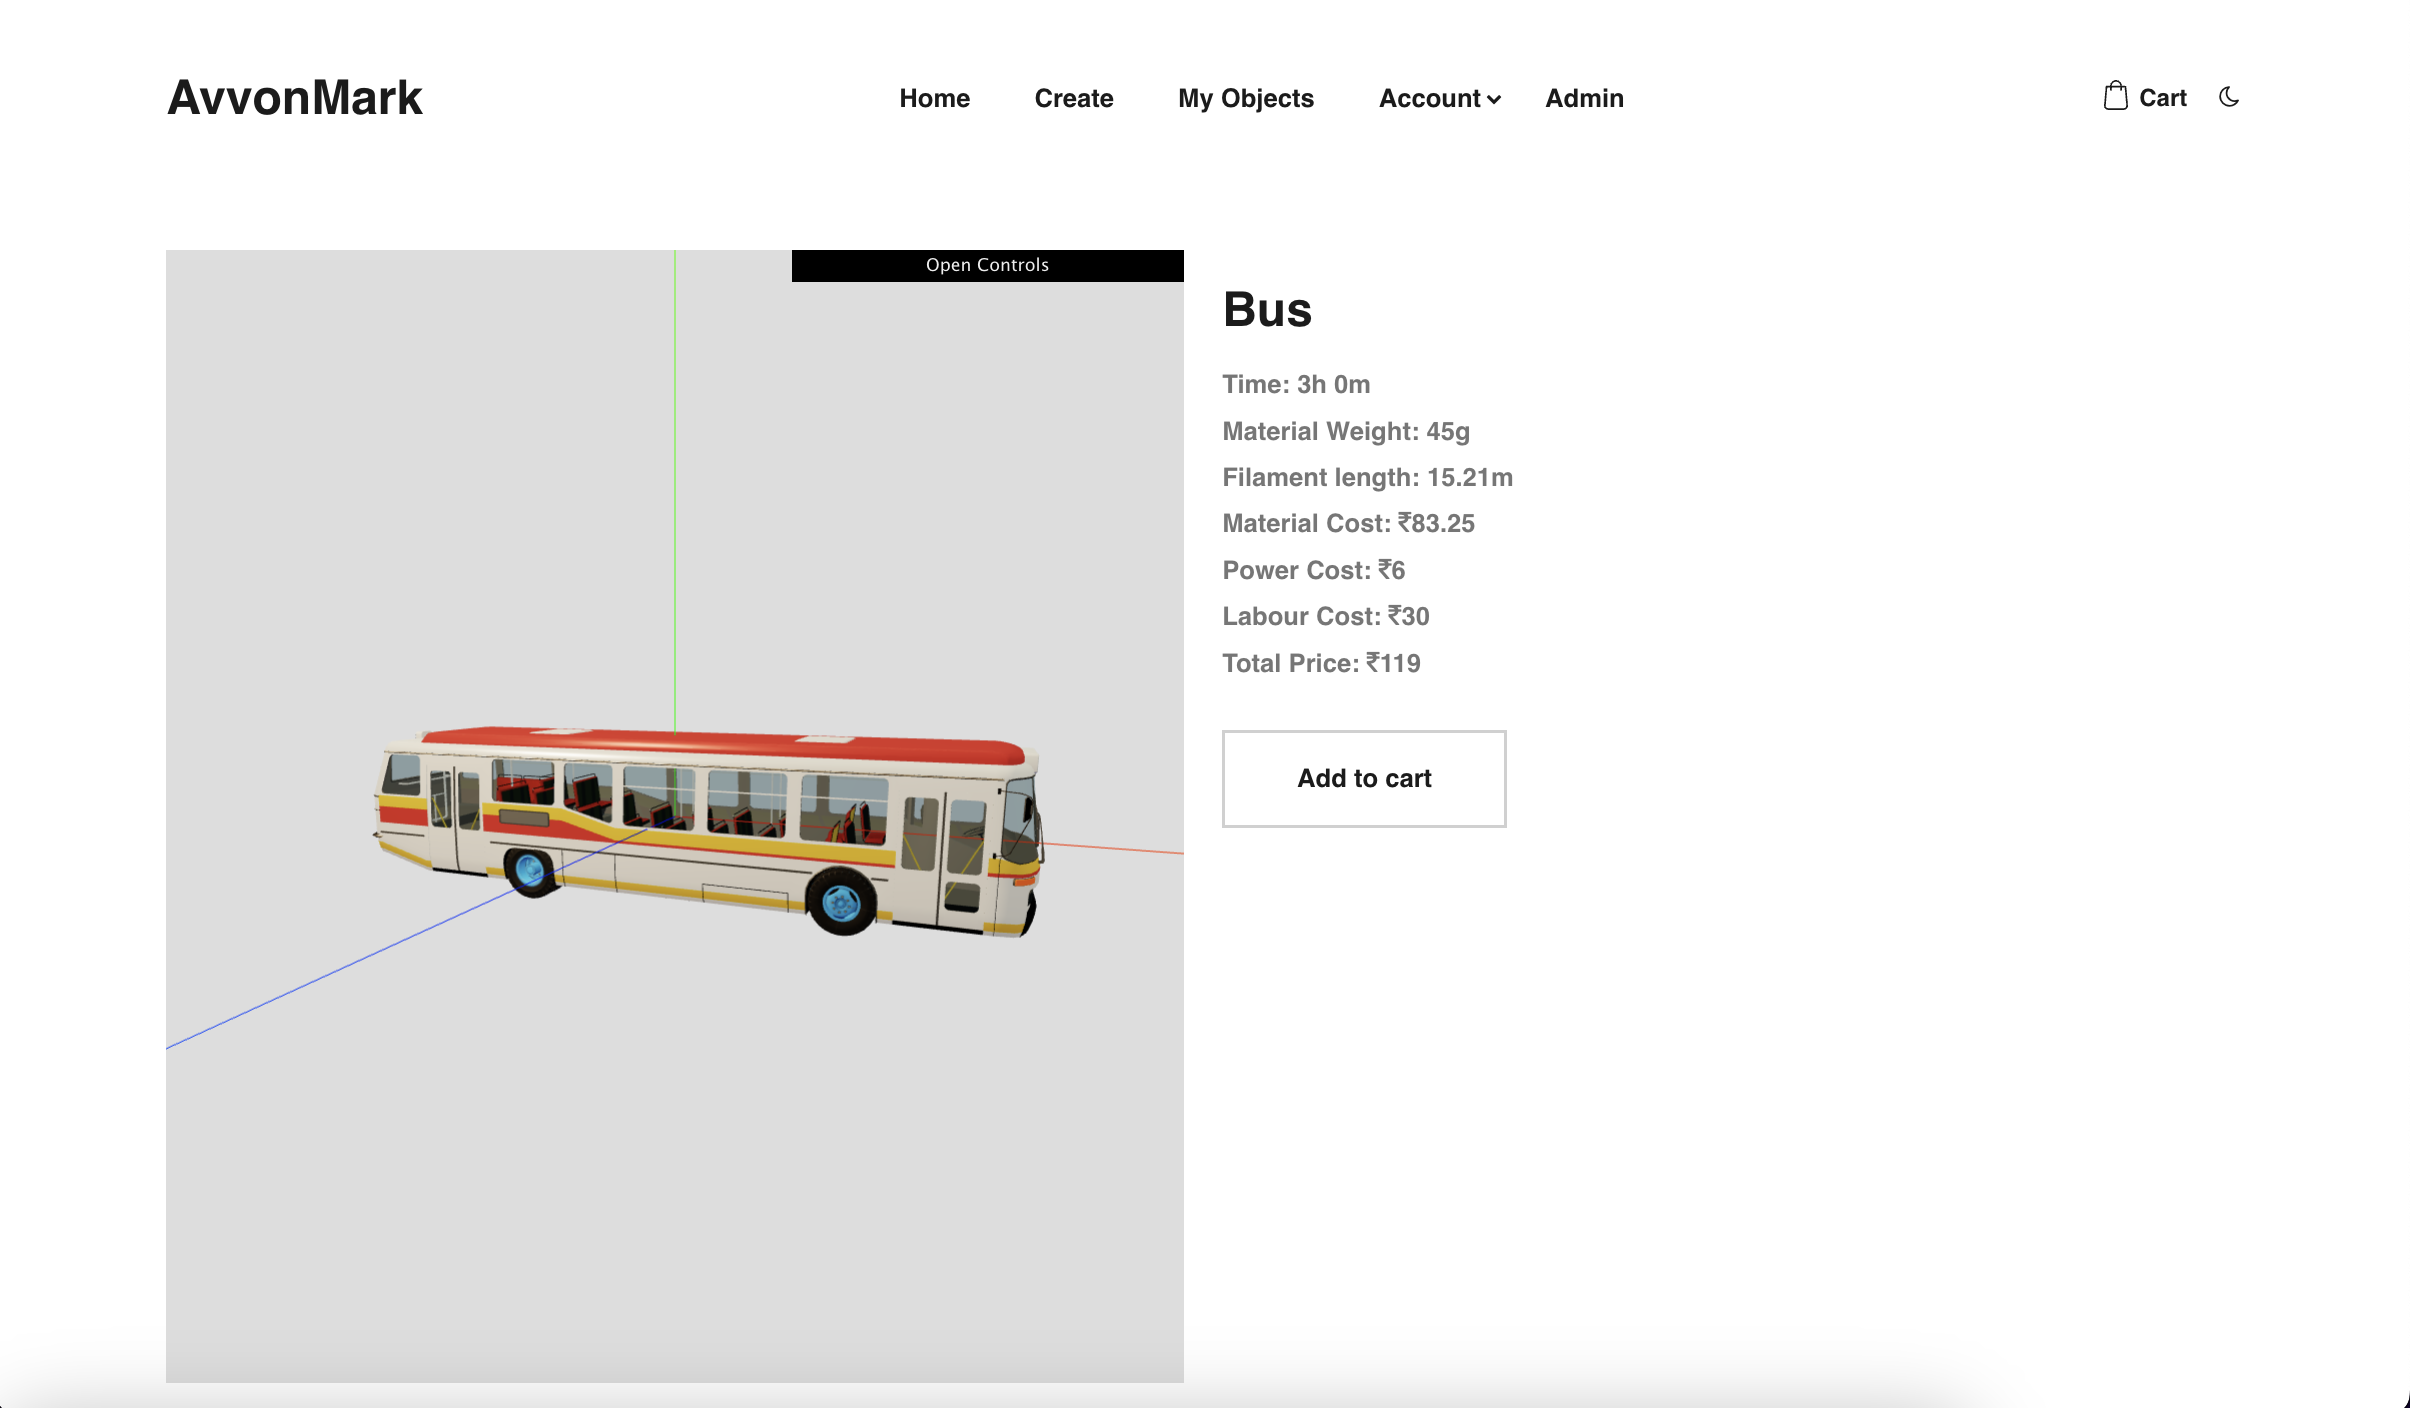 AvvonMark
Home Create My Objects Account Admin
Cart
Open Controls
Bus
Time: 3h 0m
Material Weight: 45g
Filament length: 15.21m
Material Cost: ₹83.25
Power Cost: ₹6
Labour Cost: ₹30
Total Price: ₹119
Add to cart